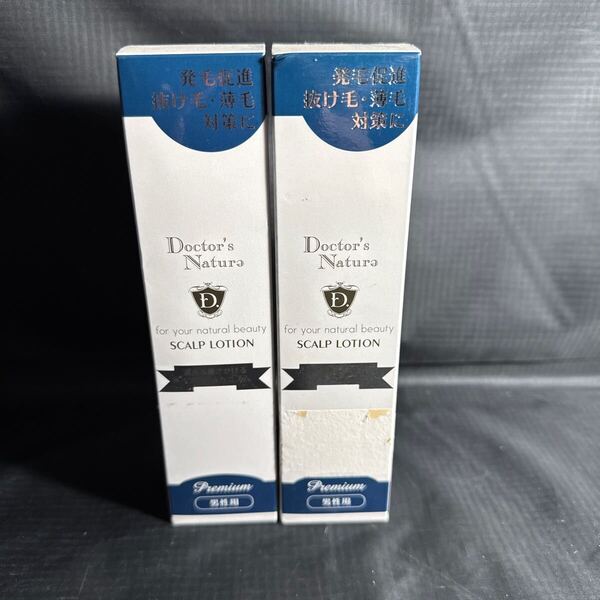 発毛促進
抜け毛・薄毛
対策に
Doctor's
Nature
D.
for your natural beauty
SCALP LOTION
Premium
男性用
発毛促進
抜け毛・薄毛
対策に
Doctor's
Nature
D.
for your natural beauty
SCALP LOTION
Premium
男性用